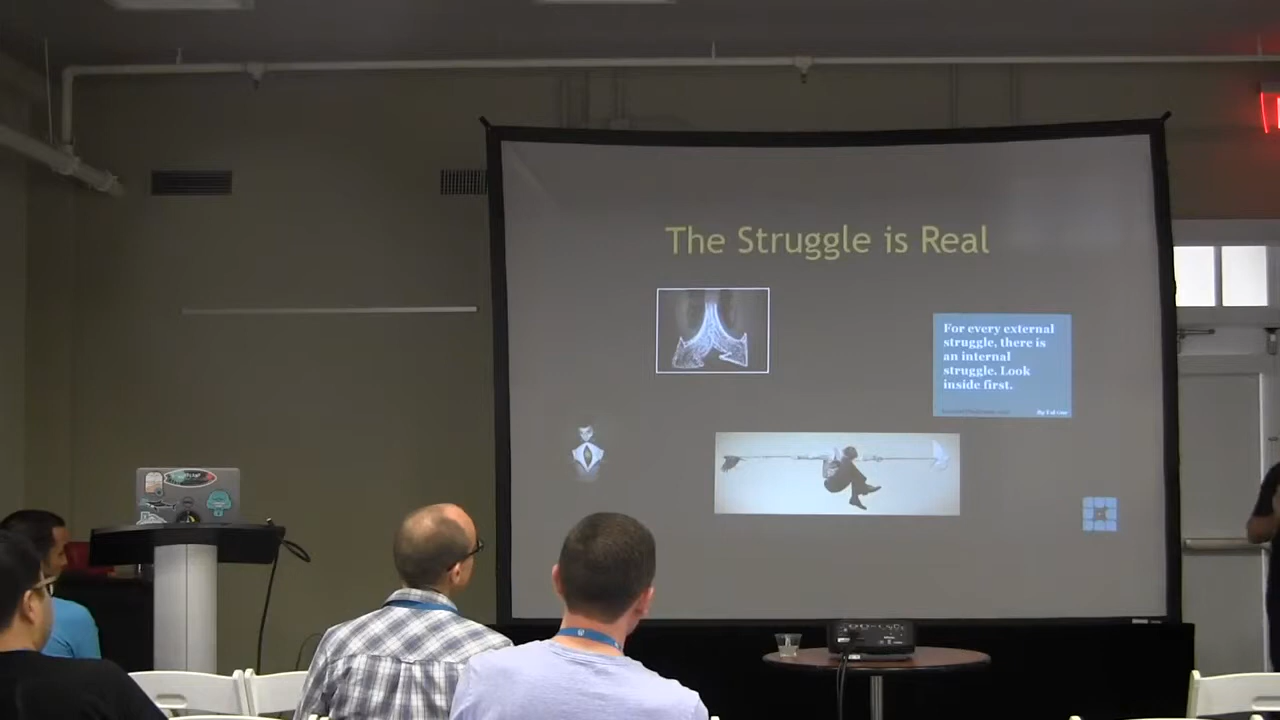 The Struggle is Real
For every external
struggle, there is
an internal
struggle. Look
inside first.